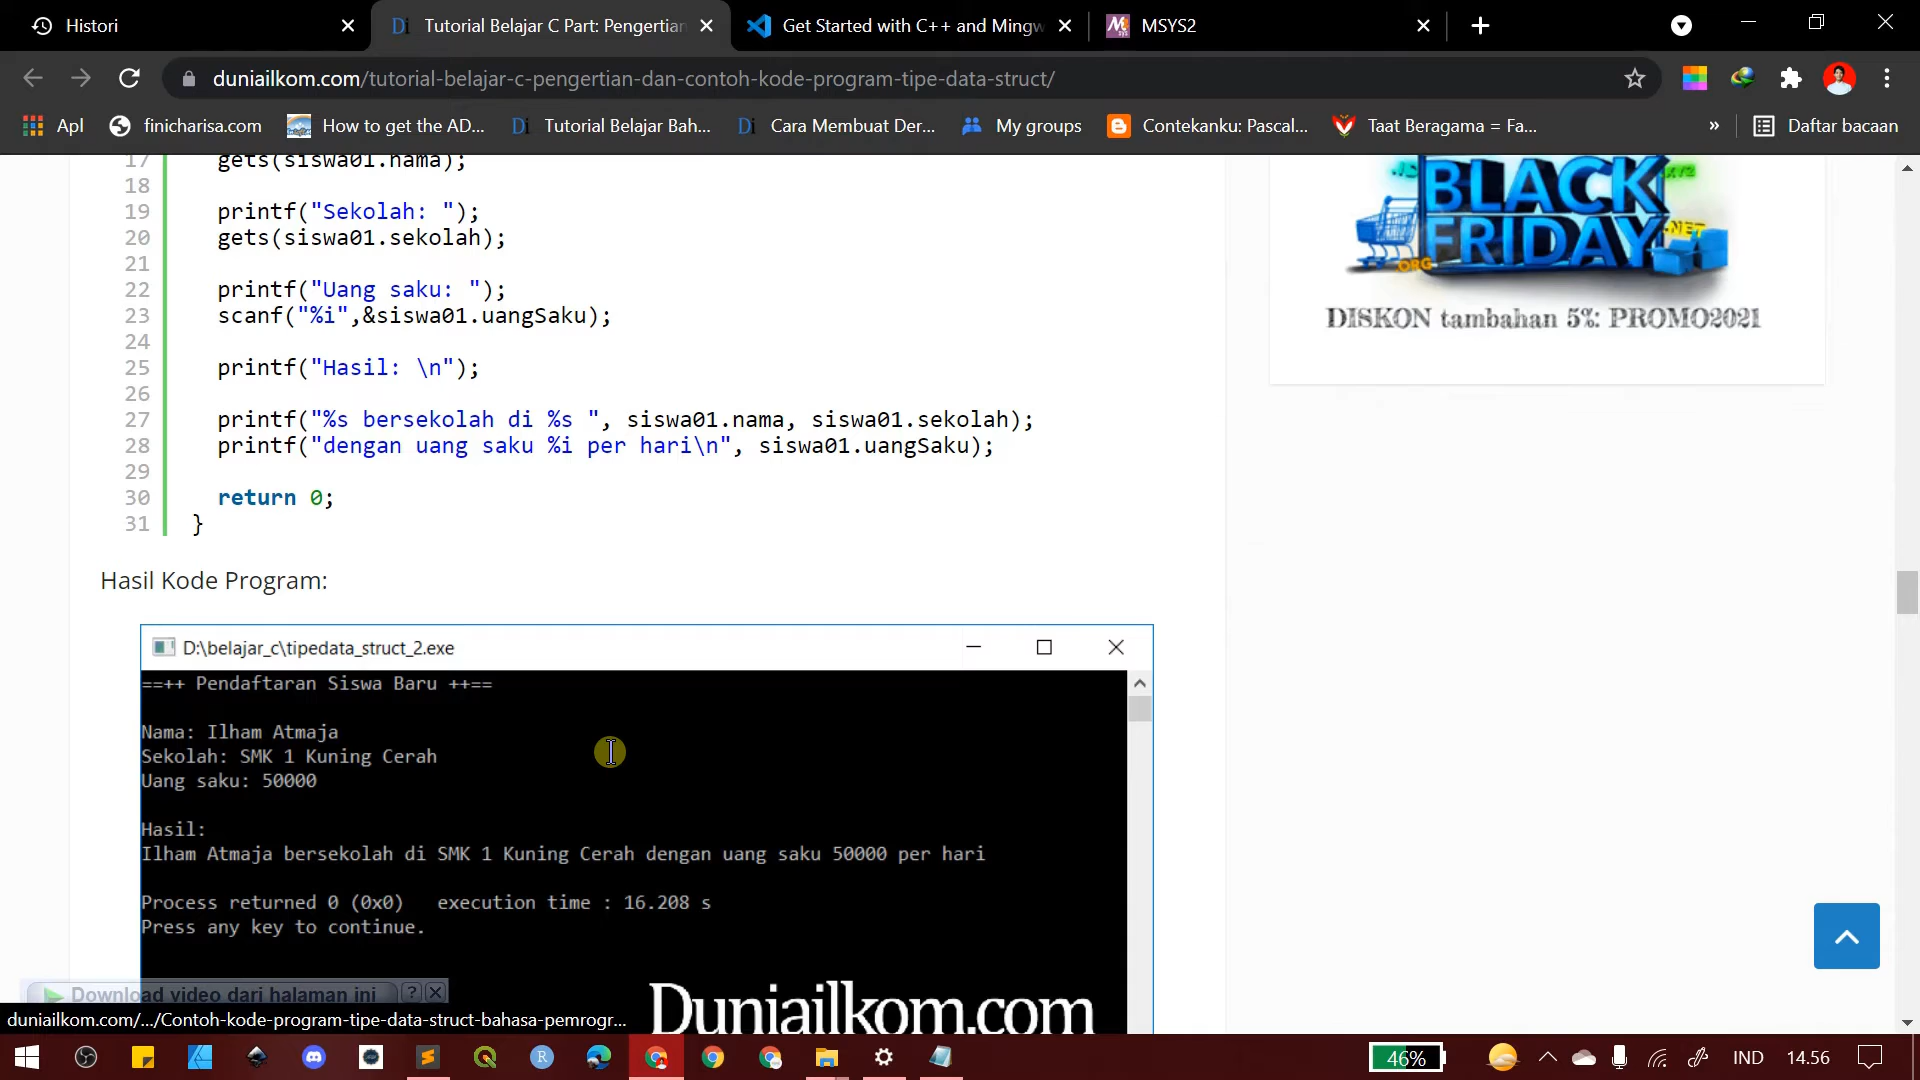 Histori
Di Tutorial Belajar C Part: Pengertian
Get Started with C++ and Mingw
MSYS2
duniailkom.com/tutorial-belajar-c-pengertian-dan-contoh-kode-program-tipe-data-struct/
Apl
finicharisa.com
How to get the AD...
Di Tutorial Belajar Bah...
Di Cara Membuat Der...
My groups
Contekanku: Pascal...
Taat Beragama = Fa...
»
Daftar bacaan
17 gets(siswa01.nama);
18
19 printf("Sekolah: ");
20 gets(siswa01.sekolah);
21
22 printf("Uang saku: ");
23 scanf("%i",&siswa01.uangSaku);
24
25 printf("Hasil: \n");
26
27 printf("%s bersekolah di %s ", siswa01.nama, siswa01.sekolah);
28 printf("dengan uang saku %i per hari\n", siswa01.uangSaku);
29
30 return 0;
31 }
.XYZ
BLACK
FRIDAY
.NET
.ORG
DISKON tambahan 5%: PROMO2021
Hasil Kode Program:
D:\belajar_c\tipedata_struct_2.exe
==++ Pendaftaran Siswa Baru ++==
Nama: Ilham Atmaja
Sekolah: SMK 1 Kuning Cerah
Uang saku: 50000
Hasil:
Ilham Atmaja bersekolah di SMK 1 Kuning Cerah dengan uang saku 50000 per hari
Process returned 0 (0x0)   execution time : 16.208 s
Press any key to continue.
Duniailkom.com
Download video dari halaman ini ?
duniailkom.com/.../Contoh-kode-program-tipe-data-struct-bahasa-pemrogr...
R
46%
IND
14.56